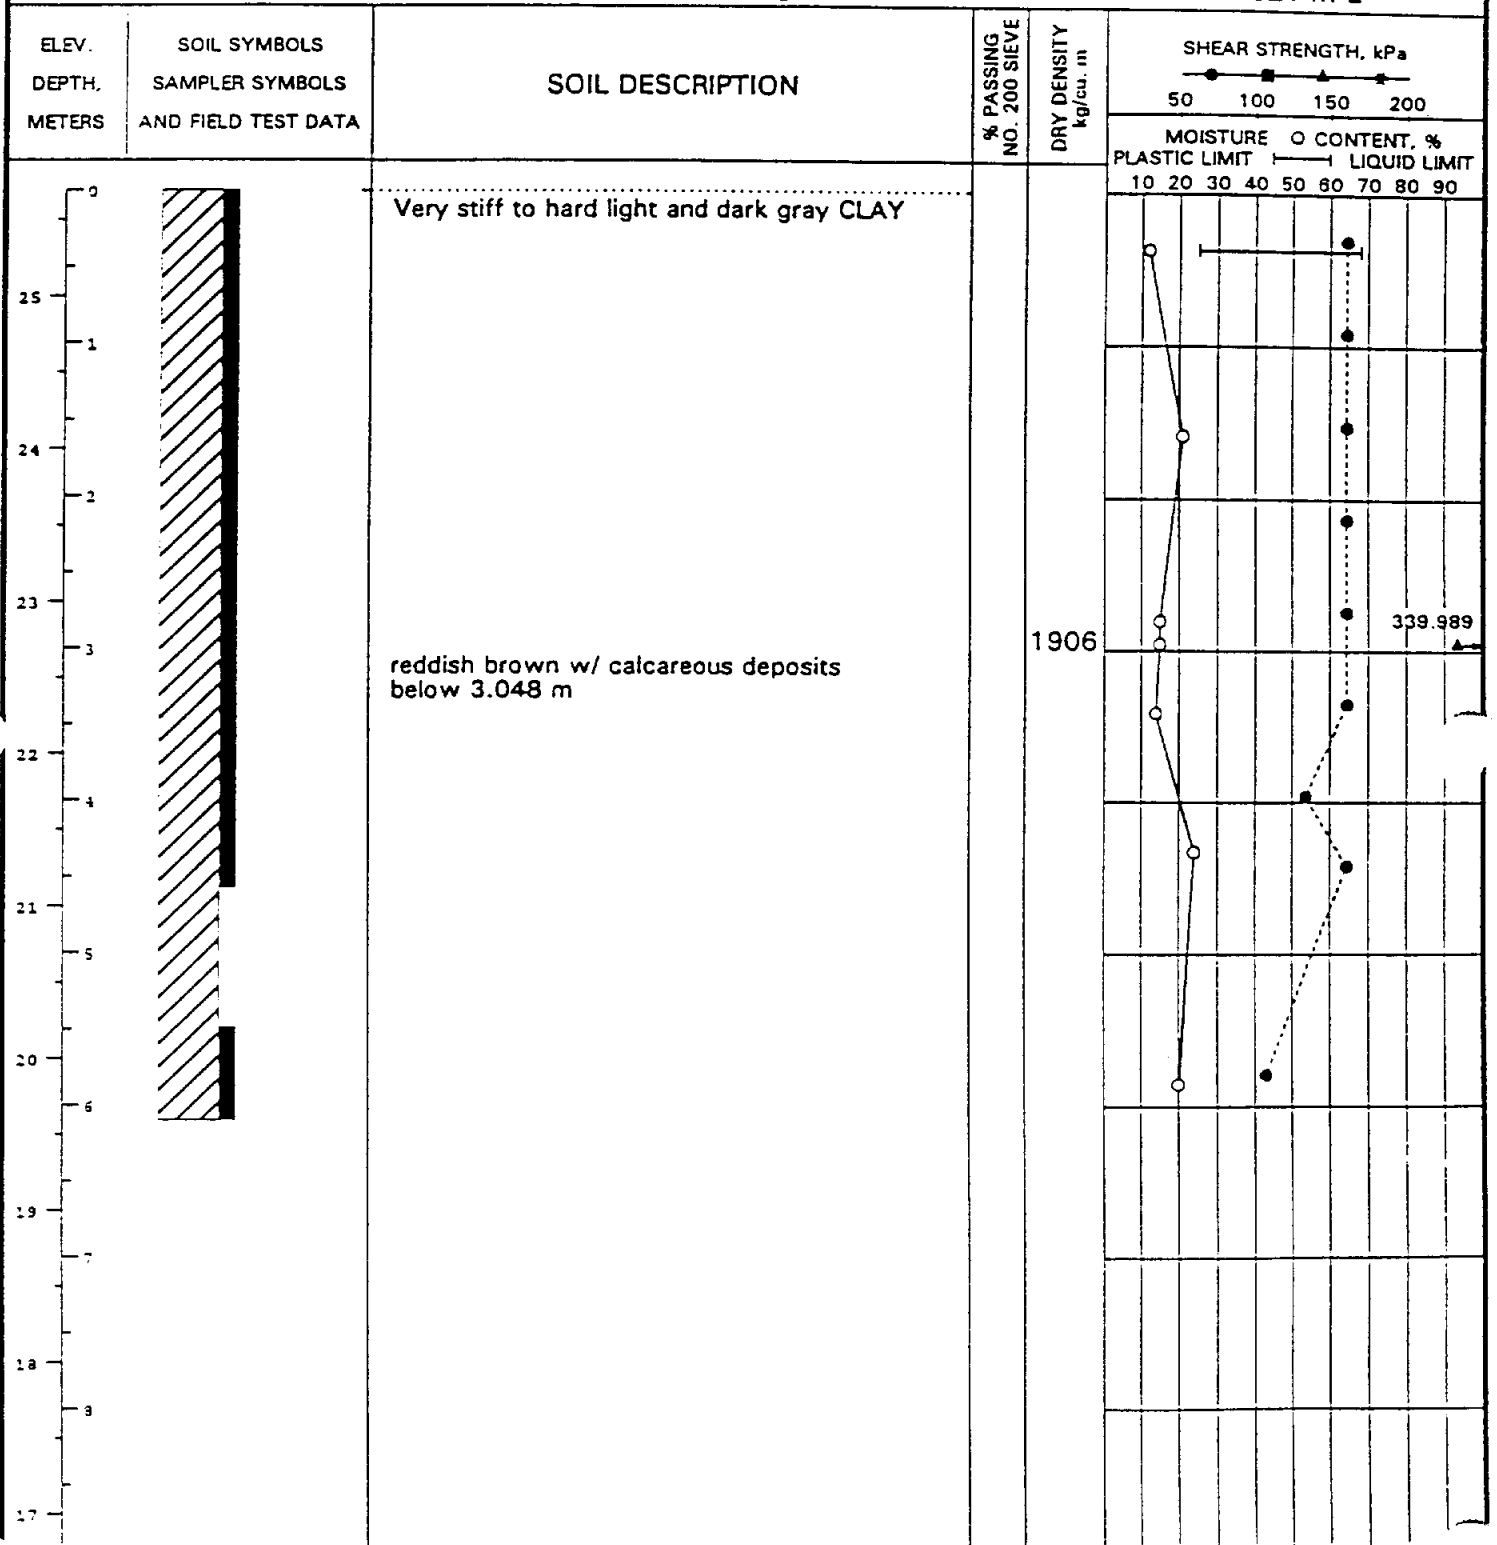 ELEV.
DEPTH,
METERS
SOIL SYMBOLS
SAMPLER SYMBOLS
AND FIELD TEST DATA
SOIL DESCRIPTION
% PASSING
NO. 200 SIEVE
DRY DENSITY
kg/cu. m
SHEAR STRENGTH, kPa
50 100 150 200
MOISTURE O CONTENT, %
PLASTIC LIMIT LIQUID LIMIT
10 20 30 40 50 60 70 80 90
0
Very stiff to hard light and dark gray CLAY
25
1
24
2
23
339.989
1906
3
reddish brown w/ calcareous deposits
below 3.048 m
22
4
21
5
20
6
19
7
18
8
17